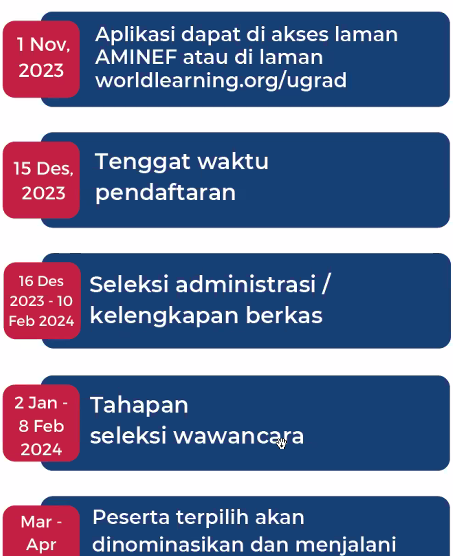 1 Nov,
2023
Aplikasi dapat di akses laman
AMINEF atau di laman
worldlearning.org/ugrad
15 Des,
2023
Tenggat waktu
pendaftaran
16 Des
2023 - 10
Feb 2024
Seleksi administrasi /
kelengkapan berkas
2 Jan -
8 Feb
2024
Tahapan
seleksi wawancara
Mar -
Apr
Peserta terpilih akan
dinominasikan dan menjalani